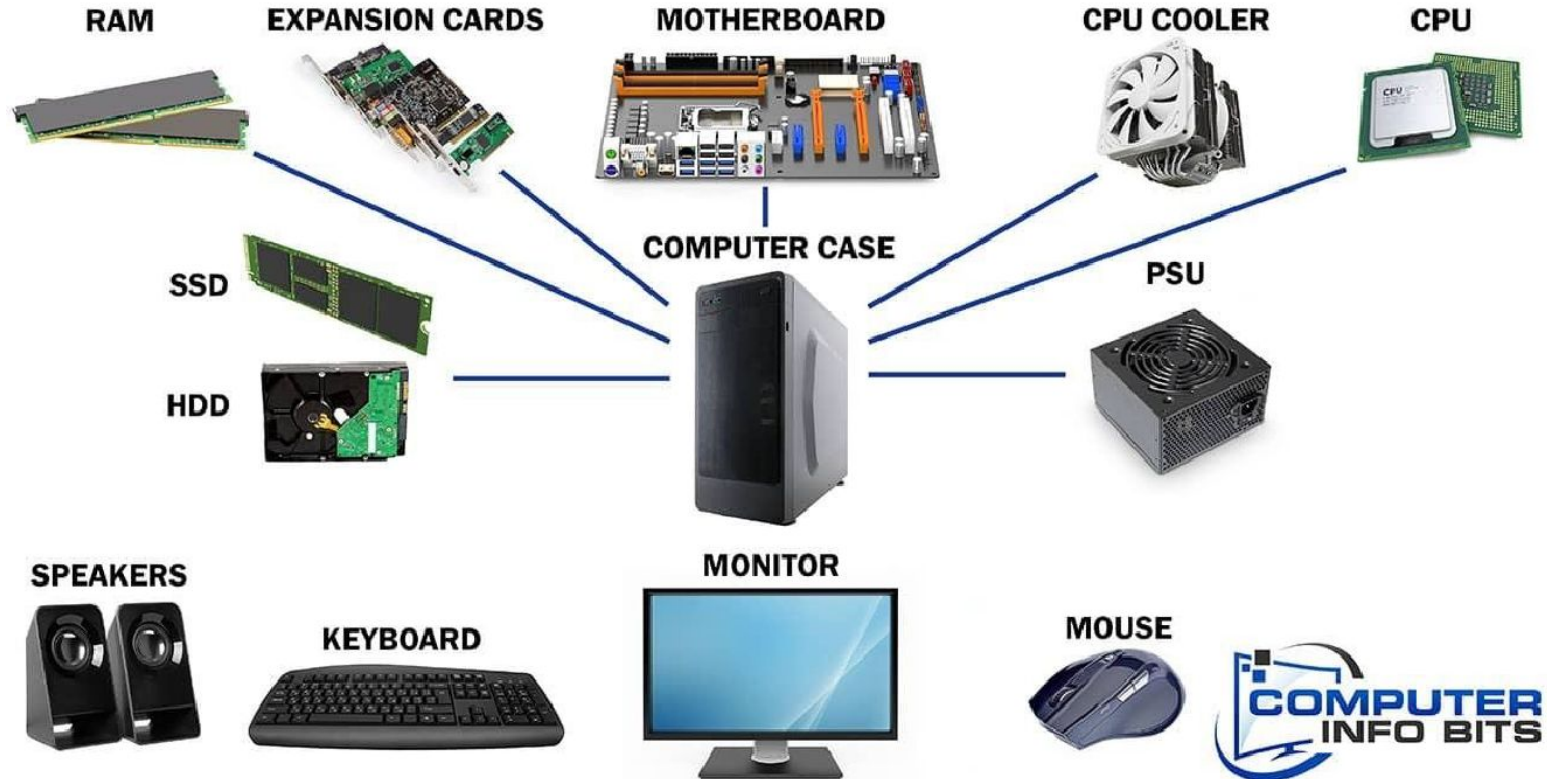 RAM
EXPANSION CARDS
MOTHERBOARD
CPU COOLER
CPU
CPU
COMPUTER CASE
SSD
PSU
HDD
SPEAKERS
MONITOR
KEYBOARD
MOUSE
COMPUTER
INFO BITS